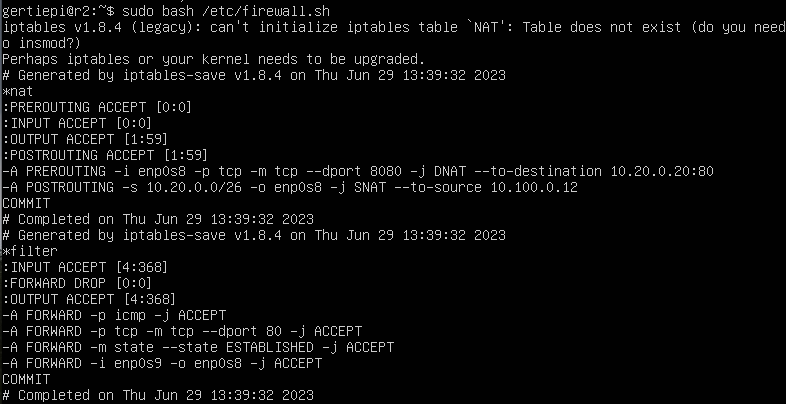 gertiepi@r2:~$ sudo bash /etc/firewall.sh
iptables v1.8.4 (legacy): can't initialize iptables table `NAT': Table does not exist (do you need t
o insmod?)
Perhaps iptables or your kernel needs to be upgraded.
# Generated by iptables-save v1.8.4 on Thu Jun 29 13:39:32 2023
*nat
:PREROUTING ACCEPT [0:0]
:INPUT ACCEPT [0:0]
:OUTPUT ACCEPT [1:59]
:POSTROUTING ACCEPT [1:59]
-A PREROUTING -i enp0s8 -p tcp -m tcp --dport 8080 -j DNAT --to-destination 10.20.0.20:80
-A POSTROUTING -s 10.20.0.0/26 -o enp0s8 -j SNAT --to-source 10.100.0.12
COMMIT
# Completed on Thu Jun 29 13:39:32 2023
# Generated by iptables-save v1.8.4 on Thu Jun 29 13:39:32 2023
*filter
:INPUT ACCEPT [4:368]
:FORWARD DROP [0:0]
:OUTPUT ACCEPT [4:368]
-A FORWARD -p icmp -j ACCEPT
-A FORWARD -p tcp -m tcp --dport 80 -j ACCEPT
-A FORWARD -m state --state ESTABLISHED -j ACCEPT
-A FORWARD -i enp0s9 -o enp0s8 -j ACCEPT
COMMIT
# Completed on Thu Jun 29 13:39:32 2023